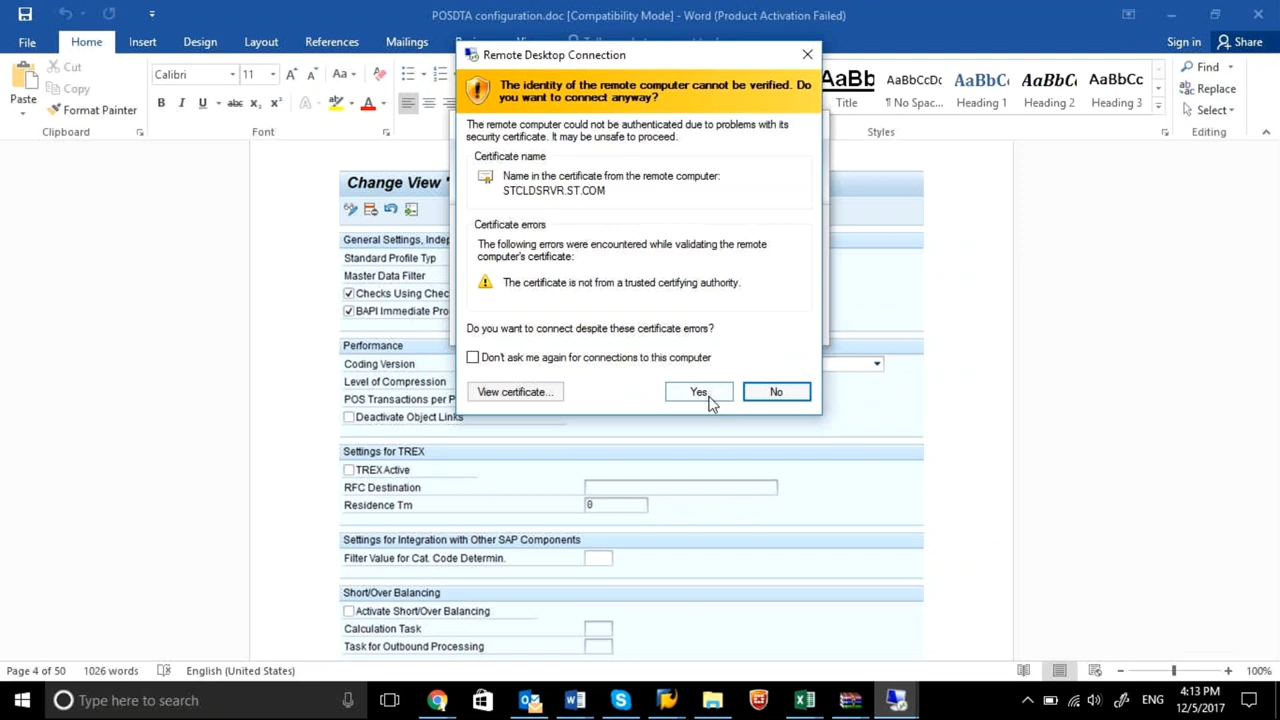 POSDTA configuration.doc [Compatibility Mode] - Word (Product Activation Failed)
File Home Insert Design Layout References Mailings
Sign in Share
Cut
Copy
Paste
Format Painter
Clipboard
Calibri 11
Aa
B I U abc x₂ x²
A
Font
AaBb AaBbCcDc AaBbCc AaBbCc AaBbCc
Title ¶ No Spac... Heading 1 Heading 2 Heading 3
Styles
Find
Replace
Select
Editing
Remote Desktop Connection
The identity of the remote computer cannot be verified. Do
you want to connect anyway?
The remote computer could not be authenticated due to problems with its
security certificate. It may be unsafe to proceed.
Certificate name
Name in the certificate from the remote computer:
STCLDSRVR.ST.COM
Certificate errors
The following errors were encountered while validating the remote
computer's certificate:
The certificate is not from a trusted certifying authority.
Do you want to connect despite these certificate errors?
Don't ask me again for connections to this computer
View certificate... Yes No
Change View "
General Settings, Indep
Standard Profile Typ
Master Data Filter
Checks Using Chec
BAPI Immediate Pro
Performance
Coding Version
Level of Compression
POS Transactions per P
Deactivate Object Links
Settings for TREX
TREX Active
RFC Destination
Residence Tm 0
Settings for Integration with Other SAP Components
Filter Value for Cat. Code Determin.
Short/Over Balancing
Activate Short/Over Balancing
Calculation Task
Task for Outbound Processing
Page 4 of 50 1026 words English (United States) 100%
Type here to search
ENG
4:13 PM
12/5/2017